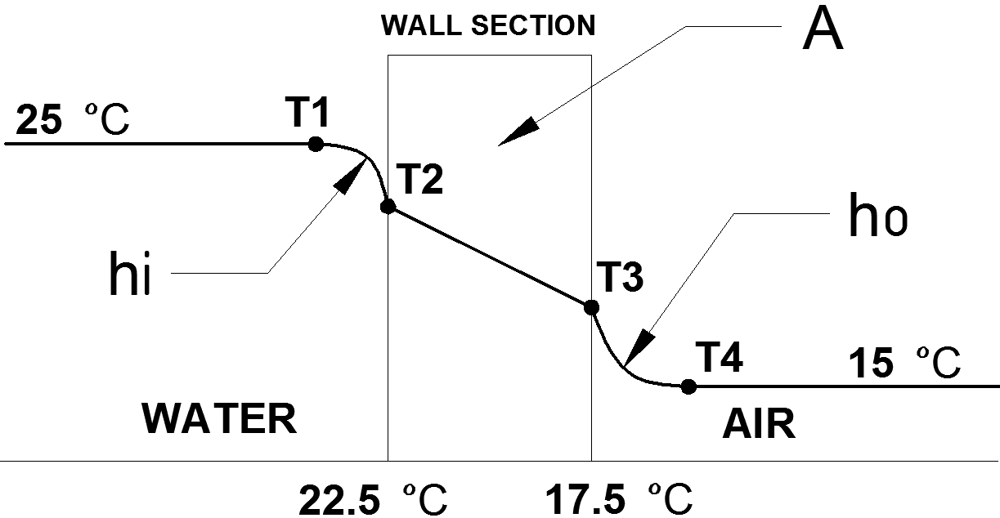 WALL SECTION
A
25 °C
T1
T2
hi
ho
T3
T4
15 °C
WATER
AIR
22.5 °C
17.5 °C